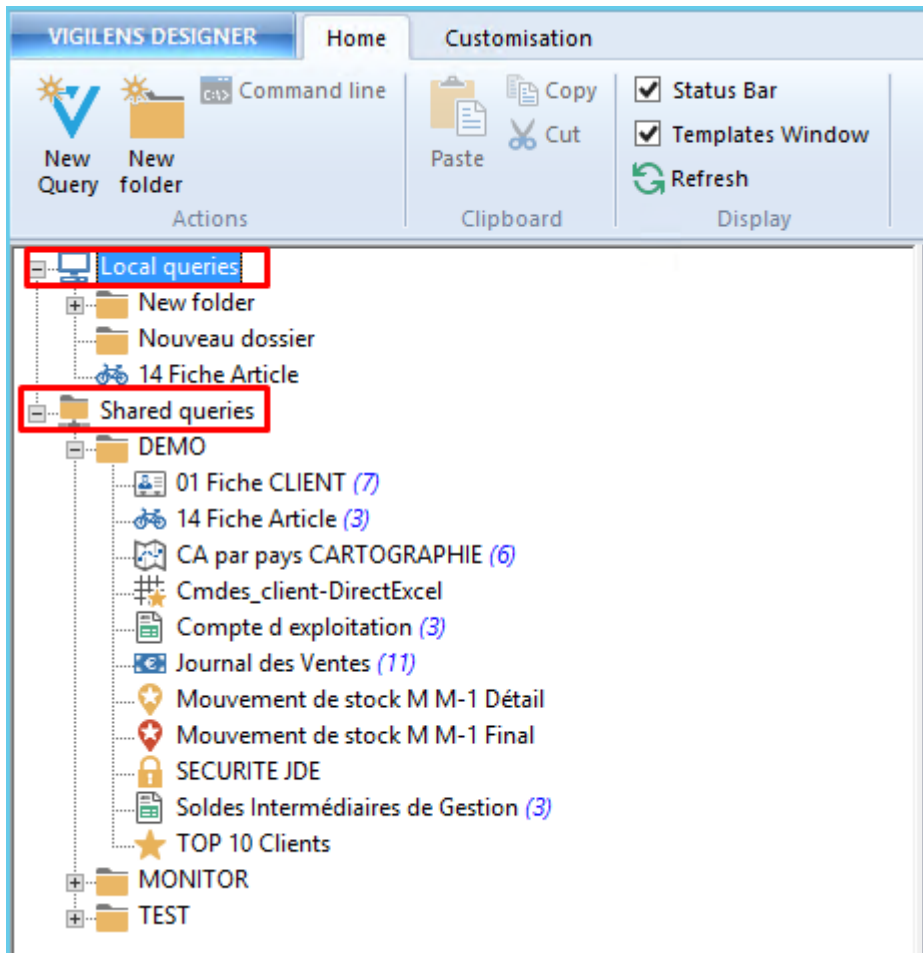 VIGILENS DESIGNER Home Customisation
New Query
New folder
Command line
Actions
Paste
Copy
Cut
Clipboard
Status Bar
Templates Window
Refresh
Display
Local queries
New folder
Nouveau dossier
14 Fiche Article
Shared queries
DEMO
01 Fiche CLIENT (7)
14 Fiche Article (3)
CA par pays CARTOGRAPHIE (6)
Cmdes_client-DirectExcel
Compte d exploitation (3)
Journal des Ventes (11)
Mouvement de stock M M-1 Détail
Mouvement de stock M M-1 Final
SECURITE JDE
Soldes Intermédiaires de Gestion (3)
TOP 10 Clients
MONITOR
TEST